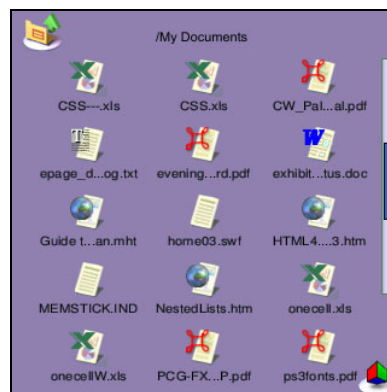 /My Documents
CSS---.xls CSS.xls CW_Pal...al.pdf
epage_d...og.txt evening...rd.pdf exhibit...tus.doc
Guide t...an.mht home03.swf HTML4....3.htm
MEMSTICK.IND NestedLists.htm onecell.xls
onecellW.xls PCG-FX...P.pdf ps3fonts.pdf